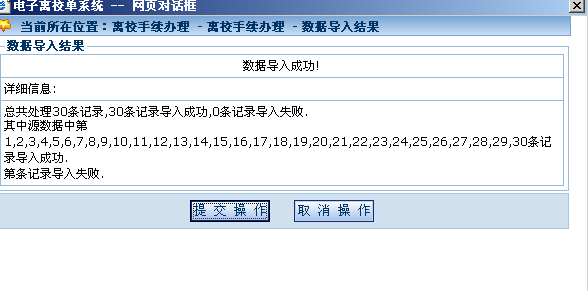 电子离校单系统 -- 网页对话框
当前所在位置：离校手续办理 - 离校手续办理 - 数据导入结果
数据导入结果
数据导入成功!
详细信息:
总共处理30条记录,30条记录导入成功,0条记录导入失败.
其中源数据中第
1,2,3,4,5,6,7,8,9,10,11,12,13,14,15,16,17,18,19,20,21,22,23,24,25,26,27,28,29,30条记
录导入成功.
第条记录导入失败.
提 交 操 作 取 消 操 作